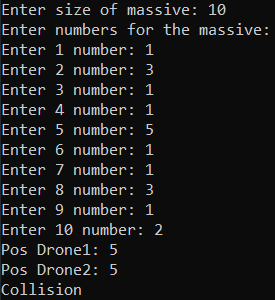 Enter size of massive: 10
Enter numbers for the massive:
Enter 1 number: 1
Enter 2 number: 3
Enter 3 number: 1
Enter 4 number: 1
Enter 5 number: 5
Enter 6 number: 1
Enter 7 number: 1
Enter 8 number: 3
Enter 9 number: 1
Enter 10 number: 2
Pos Drone1: 5
Pos Drone2: 5
Collision